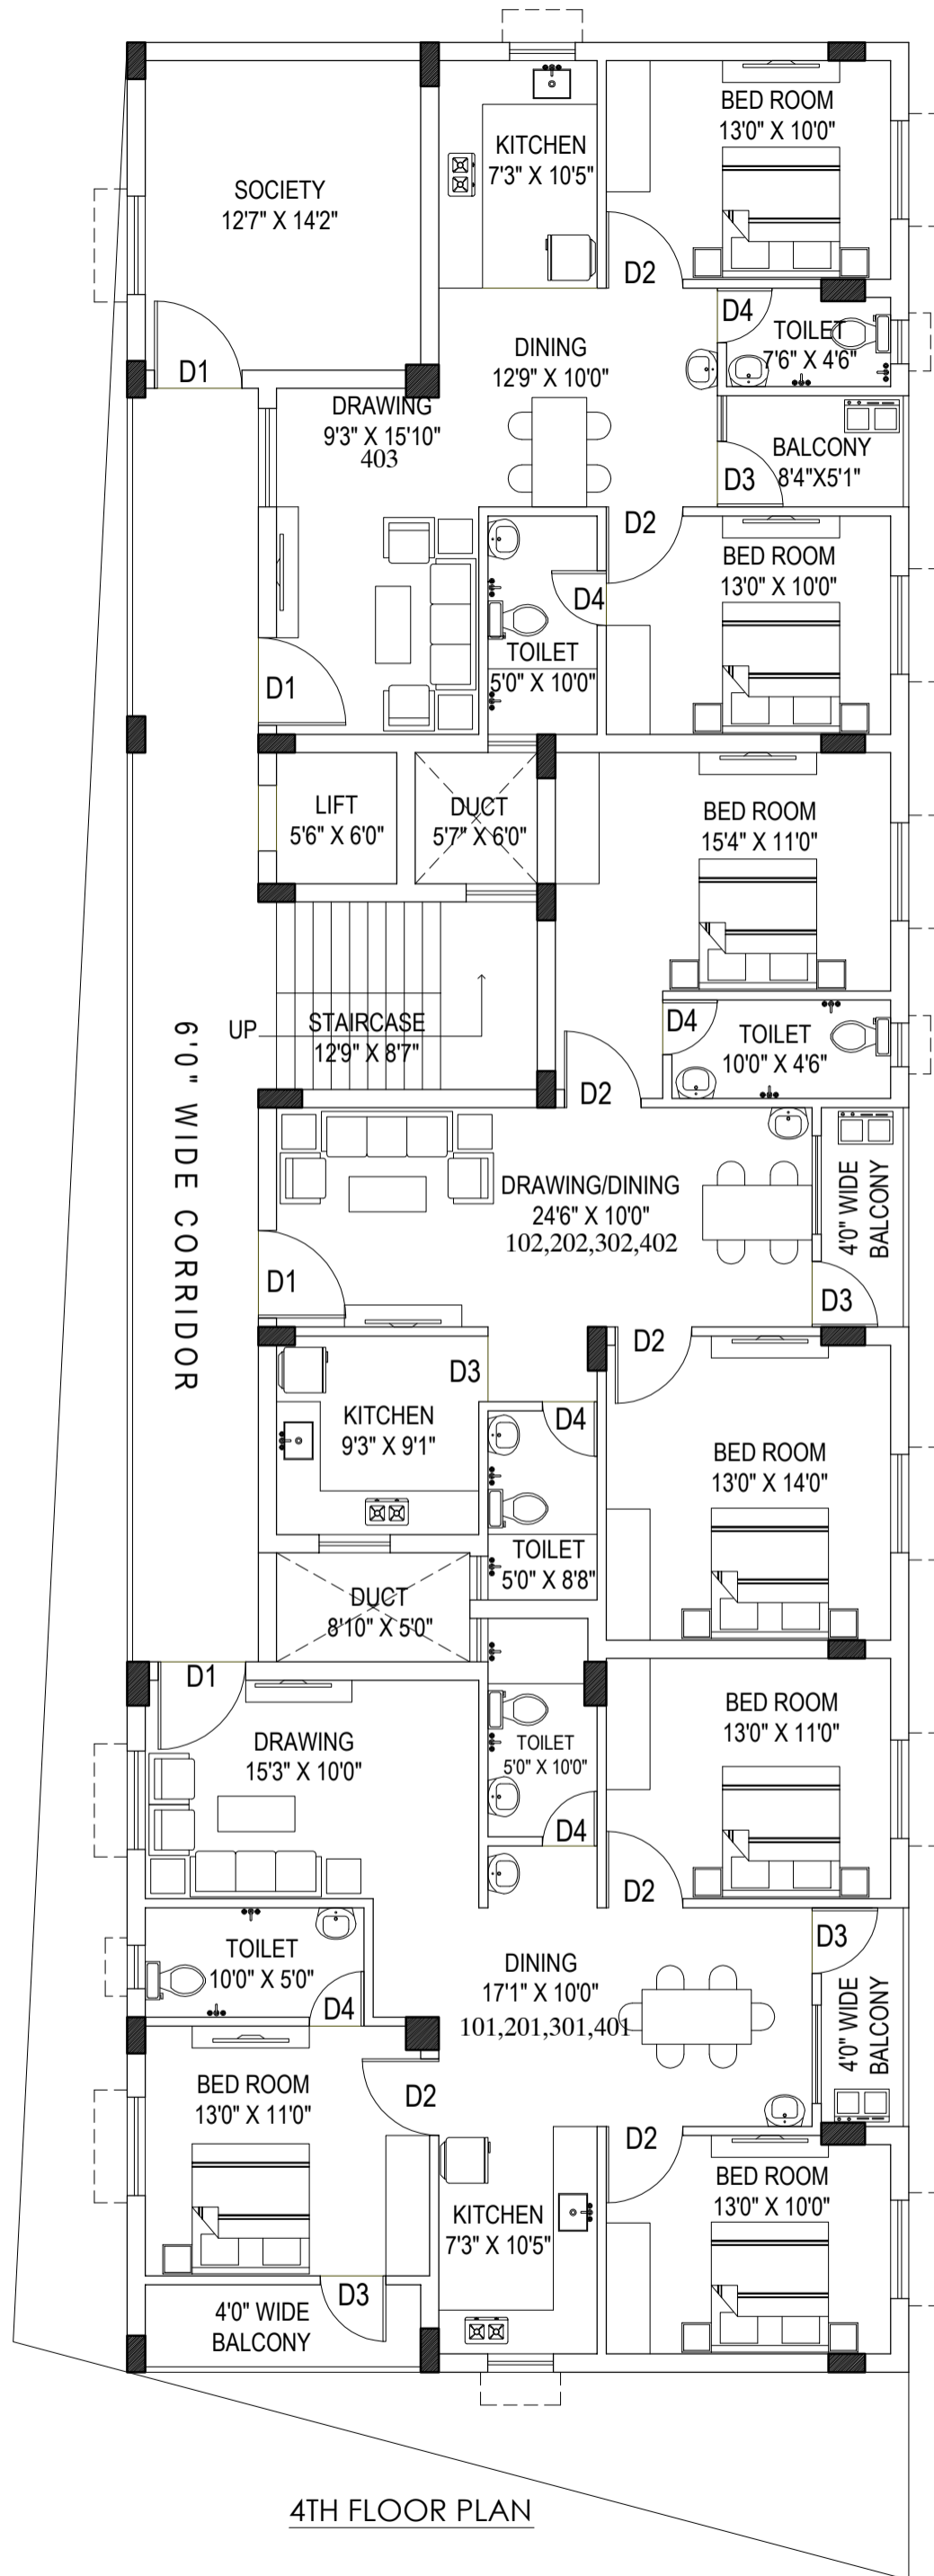 BED ROOM
13'0" X 10'0"
KITCHEN
7'3" X 10'5"
SOCIETY
12'7" X 14'2"
D2
D4
TOILET
7'6" X 4'6"
DINING
12'9" X 10'0"
D1
DRAWING
9'3" X 15'10"
403
BALCONY
8'4"X5'1"
D3
D2
BED ROOM
13'0" X 10'0"
D4
TOILET
5'0" X 10'0"
D1
LIFT
5'6" X 6'0"
DUCT
5'7" X 6'0"
BED ROOM
15'4" X 11'0"
6'0" WIDE CORRIDOR
UP
STAIRCASE
12'9" X 8'7"
D4
TOILET
10'0" X 4'6"
D2
DRAWING/DINING
24'6" X 10'0"
102,202,302,402
4'0" WIDE
BALCONY
D1
D3
D2
D3
KITCHEN
9'3" X 9'1"
D4
BED ROOM
13'0" X 14'0"
TOILET
5'0" X 8'8"
DUCT
8'10" X 5'0"
D1
BED ROOM
13'0" X 11'0"
DRAWING
15'3" X 10'0"
TOILET
5'0" X 10'0"
D4
D2
D3
TOILET
10'0" X 5'0"
DINING
17'1" X 10'0"
101,201,301,401
4'0" WIDE
BALCONY
D4
BED ROOM
13'0" X 11'0"
D2
D2
BED ROOM
13'0" X 10'0"
KITCHEN
7'3" X 10'5"
D3
4'0" WIDE
BALCONY
4TH FLOOR PLAN